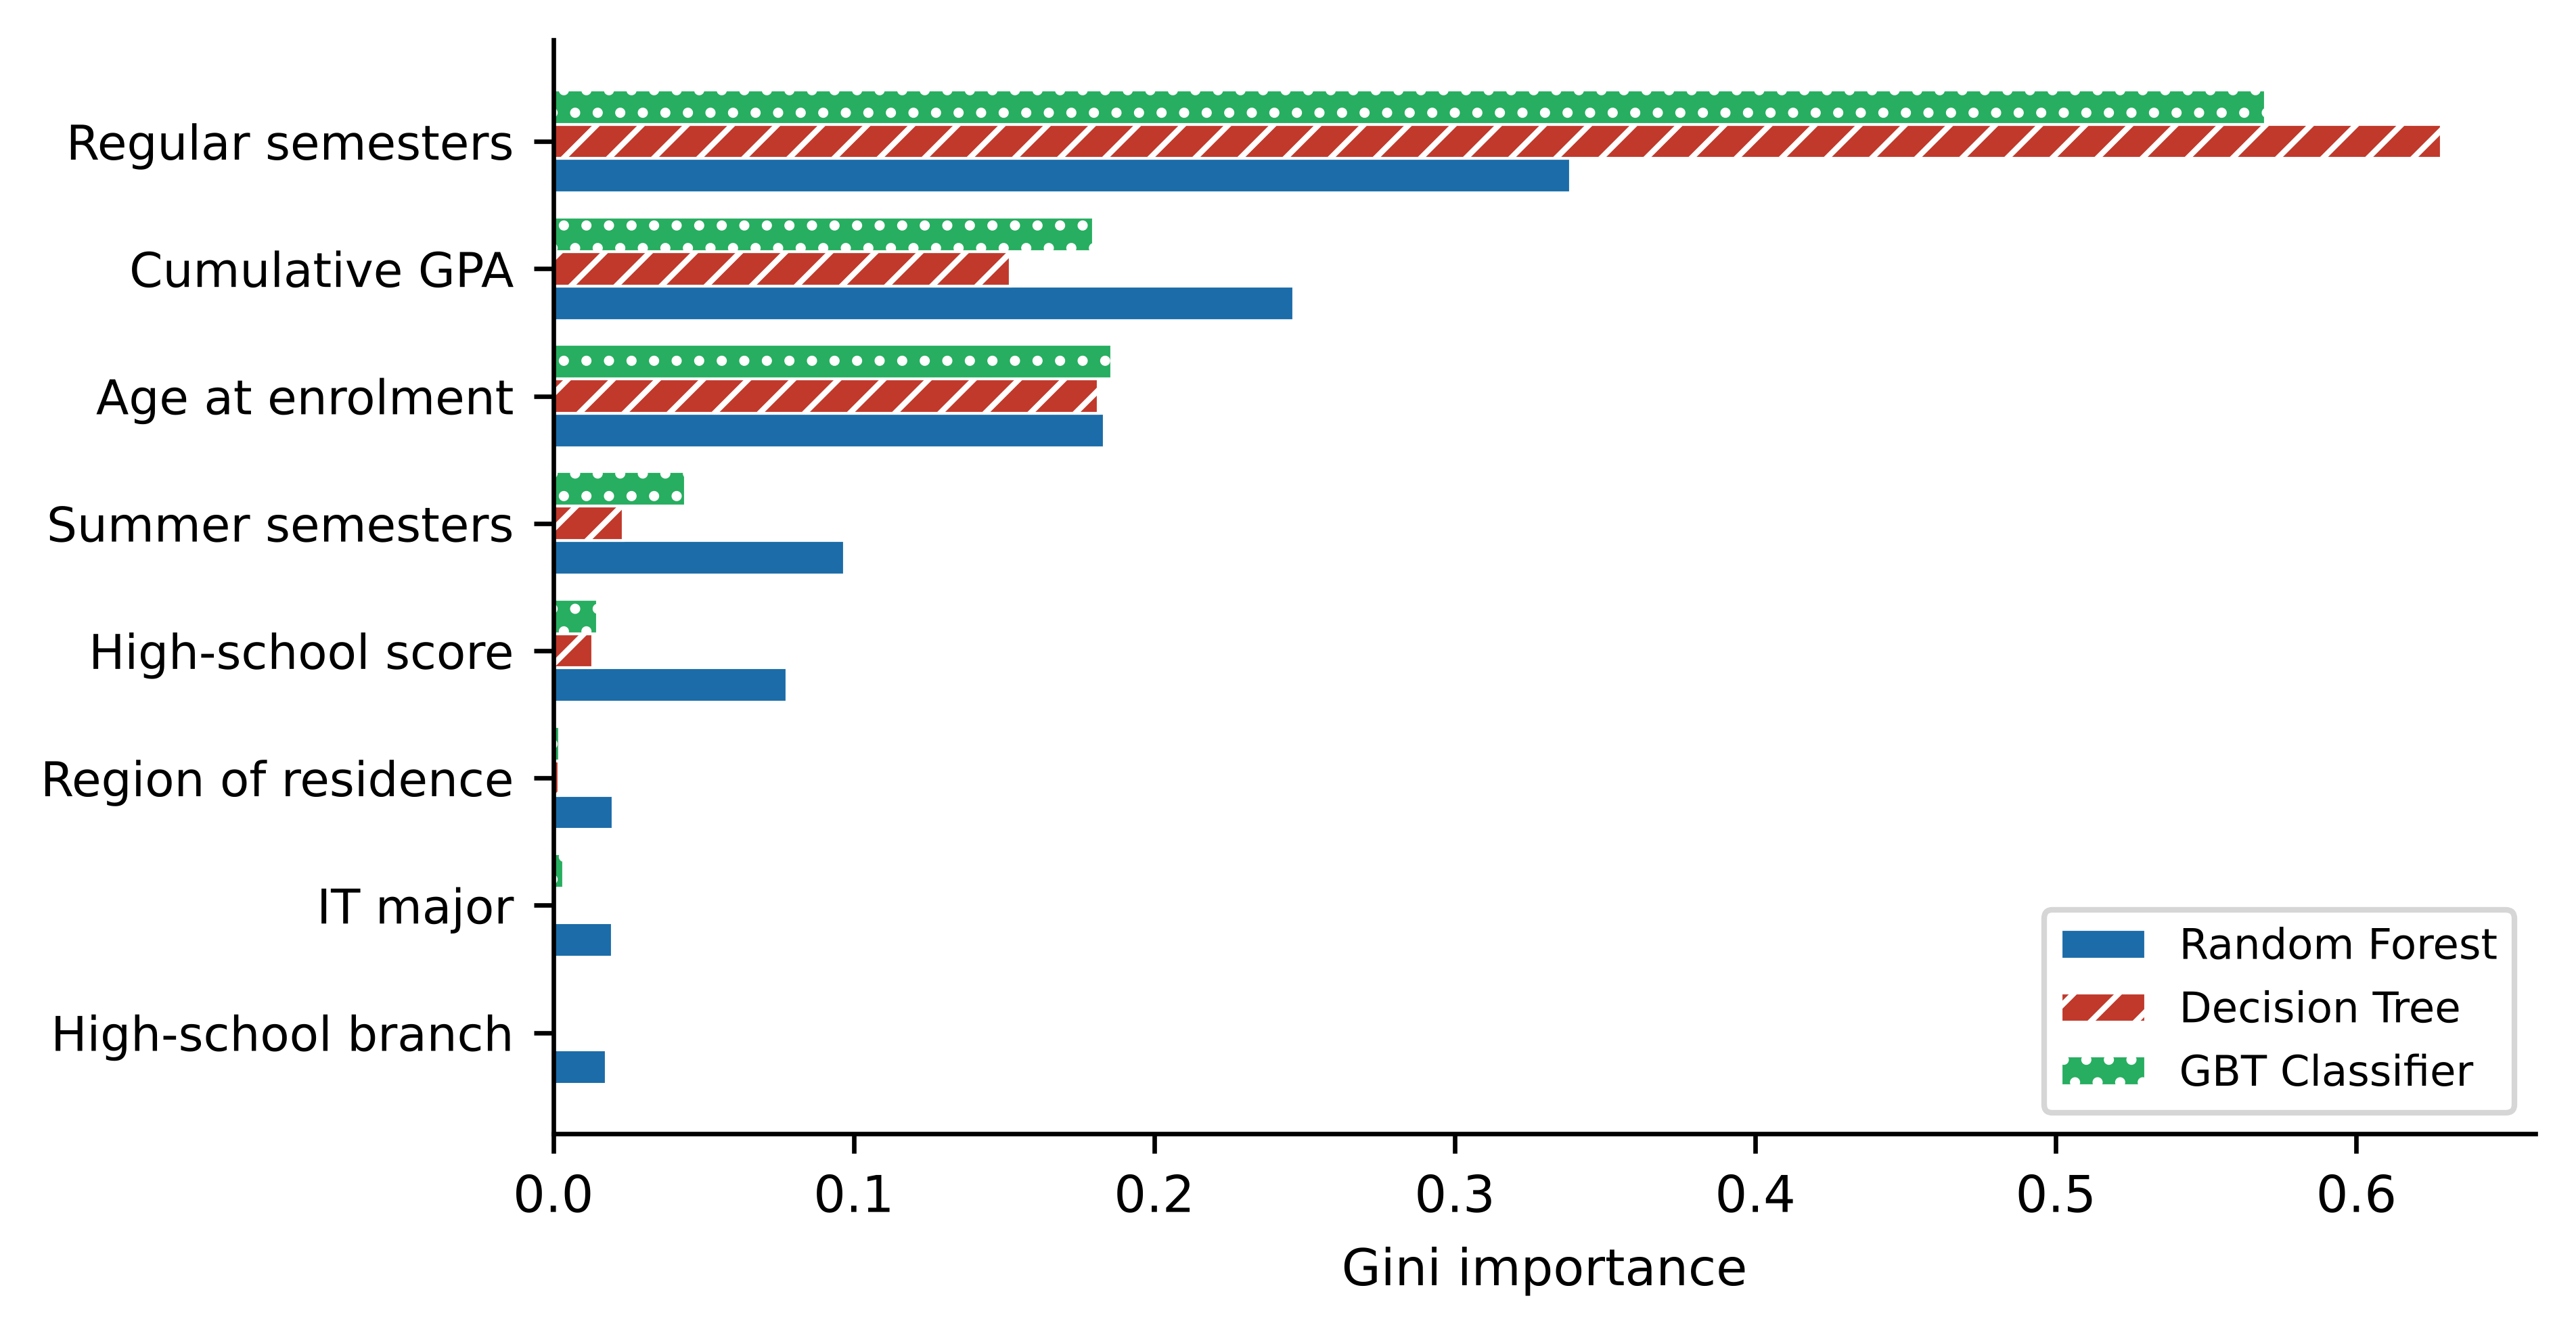 Regular semesters
Cumulative GPA
Age at enrolment
Summer semesters
High-school score
Region of residence
IT major
High-school branch
Random Forest
Decision Tree
GBT Classifier
0.0 0.1 0.2 0.3 0.4 0.5 0.6
Gini importance